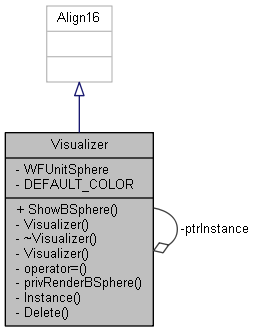 Align16
Visualizer
- WFUnitSphere
- DEFAULT_COLOR
+ ShowBSphere()
- Visualizer()
- ~Visualizer()
- Visualizer()
- operator=()
- privRenderBSphere()
- Instance()
- Delete()
-ptrInstance